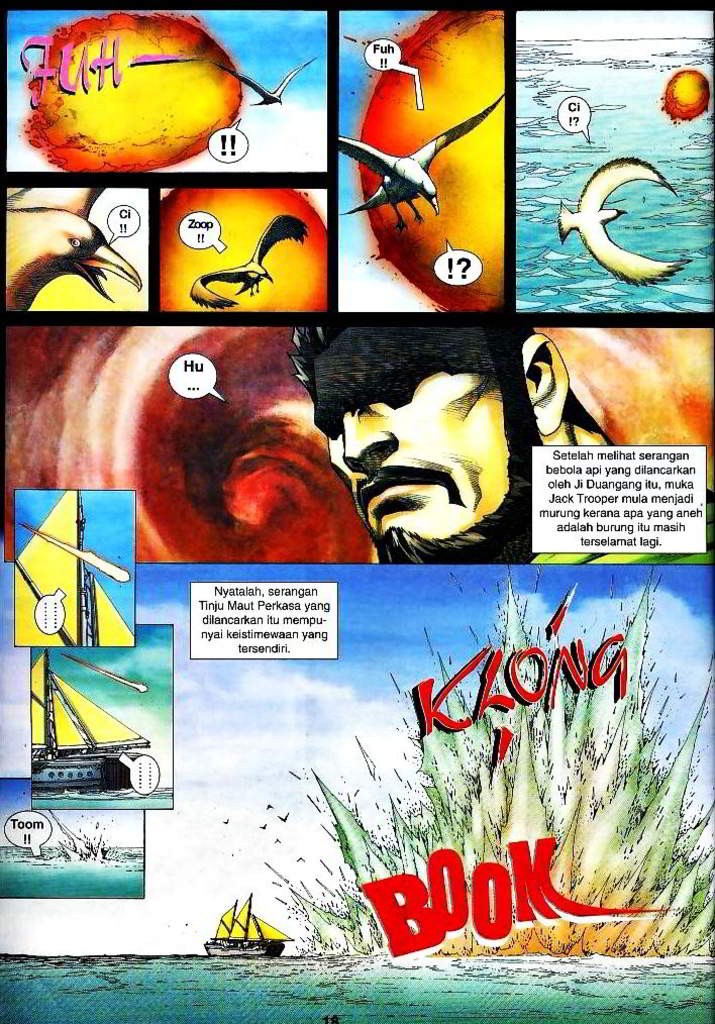 FUH
!!
Fuh
!!
!?
Ci
!?
Ci
!!
Zoop
!!
Hu
...
Setelah melihat serangan
bebola api yang dilancarkan
oleh Ji Duangang itu, muka
Jack Trooper mula menjadi
murung kerana apa yang aneh
adalah burung itu masih
terselamat lagi.
Nyatalah, serangan
Tinju Maut Perkasa yang
dilancarkan itu mempu-
nyai keistimewaan yang
tersendiri.
Toom
!!
KLONG
!
BOOM
18